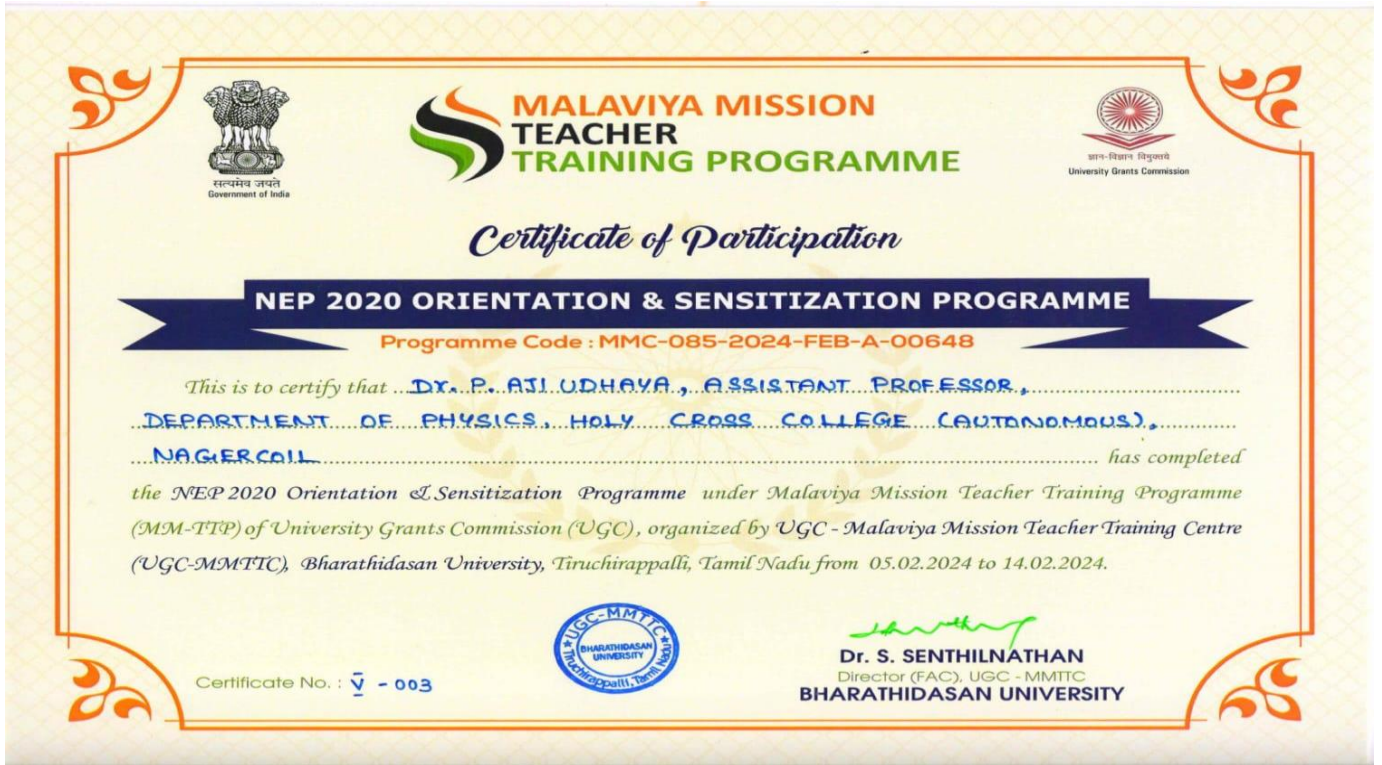 सत्यमेव जयते
Government of India
MALAVIYA MISSION
TEACHER
TRAINING PROGRAMME
ज्ञान-विज्ञान विमुक्तये
University Grants Commission
Certificate of Participation
NEP 2020 ORIENTATION & SENSITIZATION PROGRAMME
Programme Code : MMC-085-2024-FEB-A-00648
This is to certify that Dr. P. AJI UDHAYA, ASSISTANT PROFESSOR,
DEPARTMENT OF PHYSICS, HOLY CROSS COLLEGE (AUTONOMOUS),
NAGERCOIL has completed
the NEP 2020 Orientation & Sensitization Programme under Malaviya Mission Teacher Training Programme
(MM-TTP) of University Grants Commission (UGC), organized by UGC - Malaviya Mission Teacher Training Centre
(UGC-MMTTC), Bharathidasan University, Tiruchirappalli, Tamil Nadu from 05.02.2024 to 14.02.2024.
UGC-MMTTC
BHARATHIDASAN
UNIVERSITY
Tiruchirappalli, Tamil Nadu
Dr. S. SENTHILNATHAN
Director (FAC), UGC - MMTTC
BHARATHIDASAN UNIVERSITY
Certificate No. : V - 003